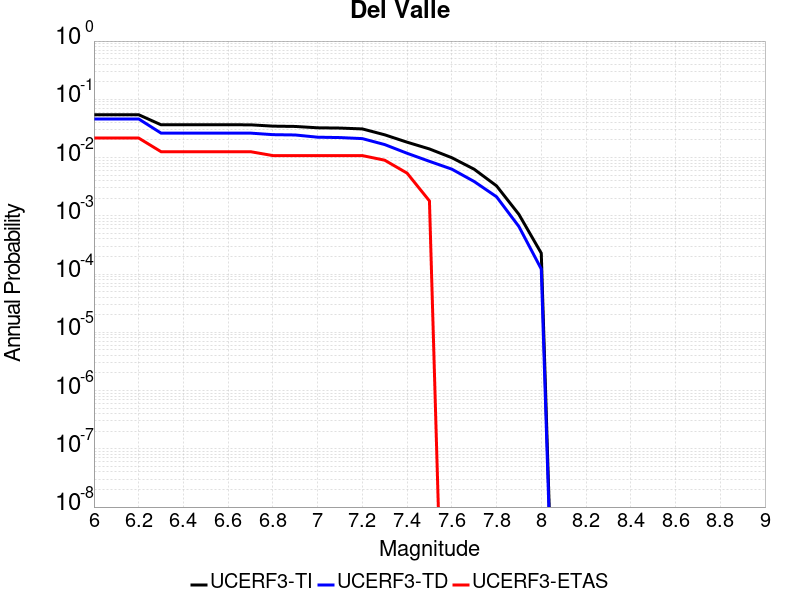 Del Valle
10^0
10^-1
10^-2
10^-3
10^-4
10^-5
10^-6
10^-7
10^-8
Annual Probability
6 6.2 6.4 6.6 6.8 7 7.2 7.4 7.6 7.8 8 8.2 8.4 8.6 8.8 9
Magnitude
UCERF3-TI UCERF3-TD UCERF3-ETAS